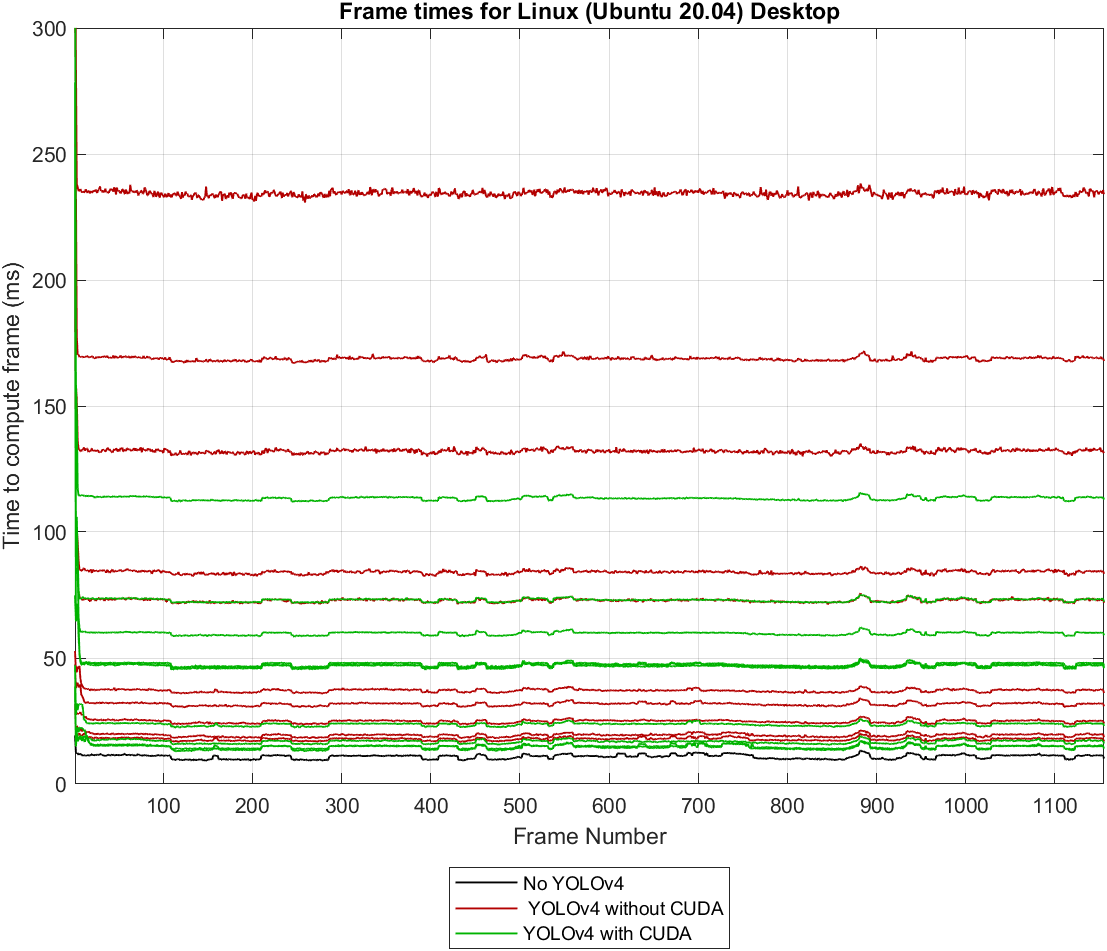 Frame times for Linux (Ubuntu 20.04) Desktop
300
250
200
150
100
50
0
Time to compute frame (ms)
100 200 300 400 500 600 700 800 900 1000 1100
Frame Number
No YOLOv4
YOLOv4 without CUDA
YOLOv4 with CUDA